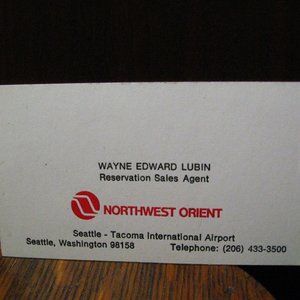 WAYNE EDWARD LUBIN
Reservation Sales Agent
NORTHWEST ORIENT
Seattle - Tacoma International Airport
Seattle, Washington 98158 Telephone: (206) 433-3500